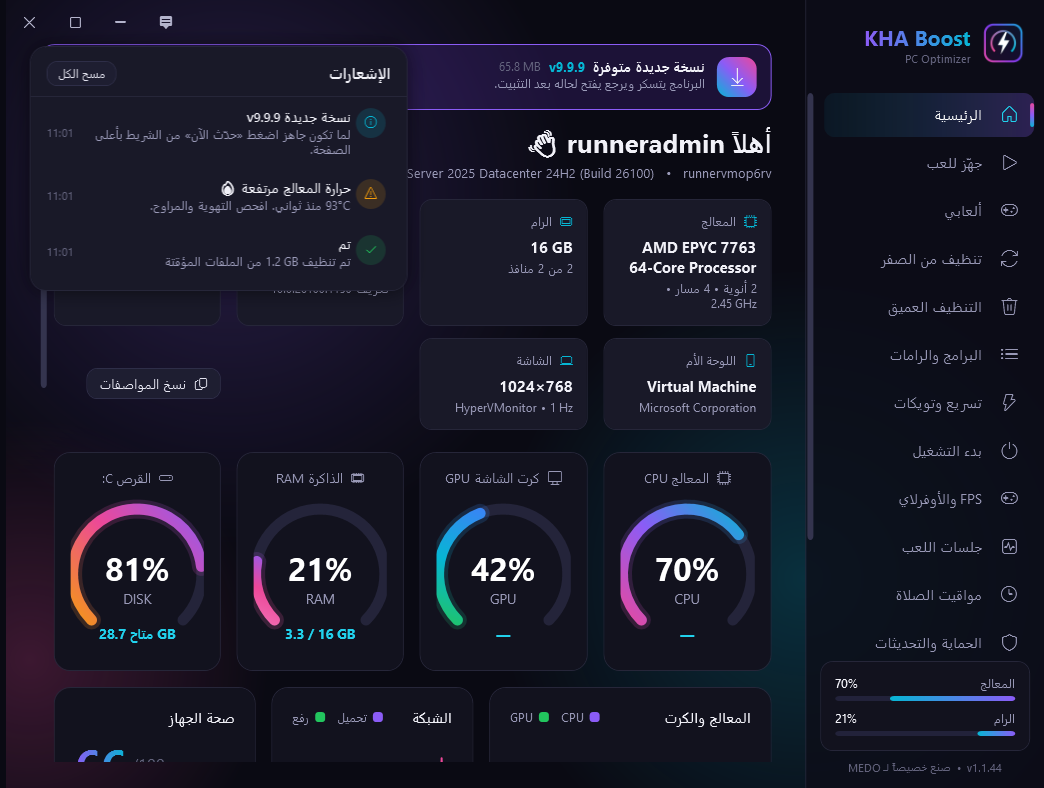 KHA Boost
PC Optimizer
الرئيسية
جهّز للعب
ألعابي
تنظيف من الصفر
التنظيف العميق
البرامج والرامات
تسريع وتويكات
بدء التشغيل
FPS والأوفرلاي
جلسات اللعب
مواقيت الصلاة
الحماية والتحديثات
المعالج 70%
الرام 21%
v1.1.44 • صنع خصيصاً لـ MEDO
نسخة جديدة متوفرة v9.9.9 65.8 MB
البرنامج يتسكر ويرجع يفتح لحاله بعد التثبيت.
الإشعارات
مسح الكل
نسخة جديدة v9.9.9
لما تكون جاهز اضغط «حدّث الآن» من الشريط بأعلى
الصفحة.
11:01
حرارة المعالج مرتفعة
93°C منذ ثواني. افحص التهوية والمراوح.
11:01
تم
تم تنظيف 1.2 GB من الملفات المؤقتة
11:01
أهلاً runneradmin 👋
runnervmop6rv • Server 2025 Datacenter 24H2 (Build 26100)
المعالج
AMD EPYC 7763
64-Core Processor
2 أنوية • 4 مسار •
2.45 GHz
الرام
16 GB
2 من 2 منافذ
اللوحة الأم
Virtual Machine
Microsoft Corporation
الشاشة
1024×768
HyperVMonitor • 1 Hz
نسخ المواصفات
المعالج CPU
70%
CPU
—
كرت الشاشة GPU
42%
GPU
—
الذاكرة RAM
21%
RAM
3.3 / 16 GB
القرص C:
81%
DISK
28.7 متاح GB
المعالج والكرت
CPU
GPU
الشبكة
تحميل
رفع
صحة الجهاز